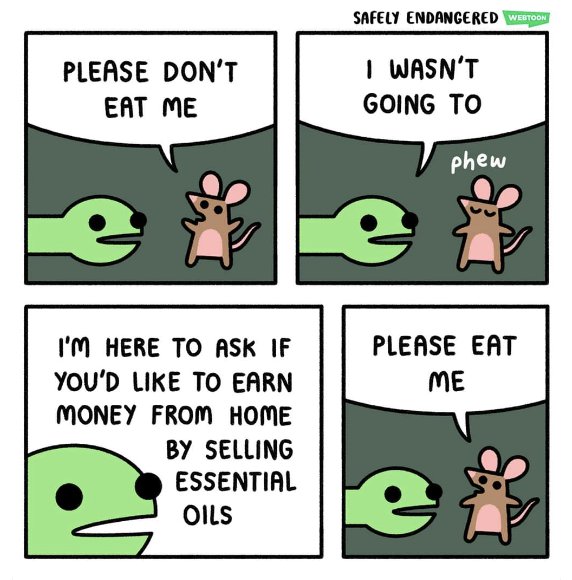 SAFELY ENDANGERED WEBTOON
PLEASE DON'T
EAT ME
I WASN'T
GOING TO
phew
I'M HERE TO ASK IF
YOU'D LIKE TO EARN
MONEY FROM HOME
BY SELLING
ESSENTIAL
OILS
PLEASE EAT
ME